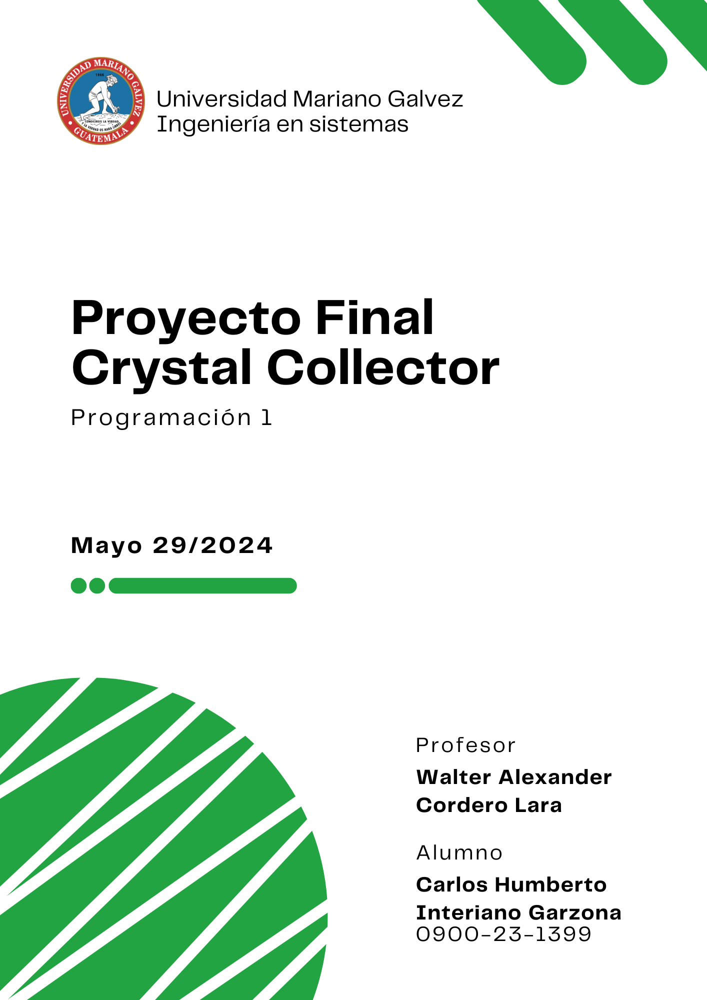 UNIVERSIDAD MARIANO GALVEZ
1966
CONOCEREIS LA VERDAD
Y LA VERDAD OS HARA LIBRES
GUATEMALA
Universidad Mariano Galvez
Ingeniería en sistemas
Proyecto Final
Crystal Collector
Programación 1
Mayo 29/2024
Profesor
Walter Alexander
Cordero Lara
Alumno
Carlos Humberto
Interiano Garzona
0900-23-1399